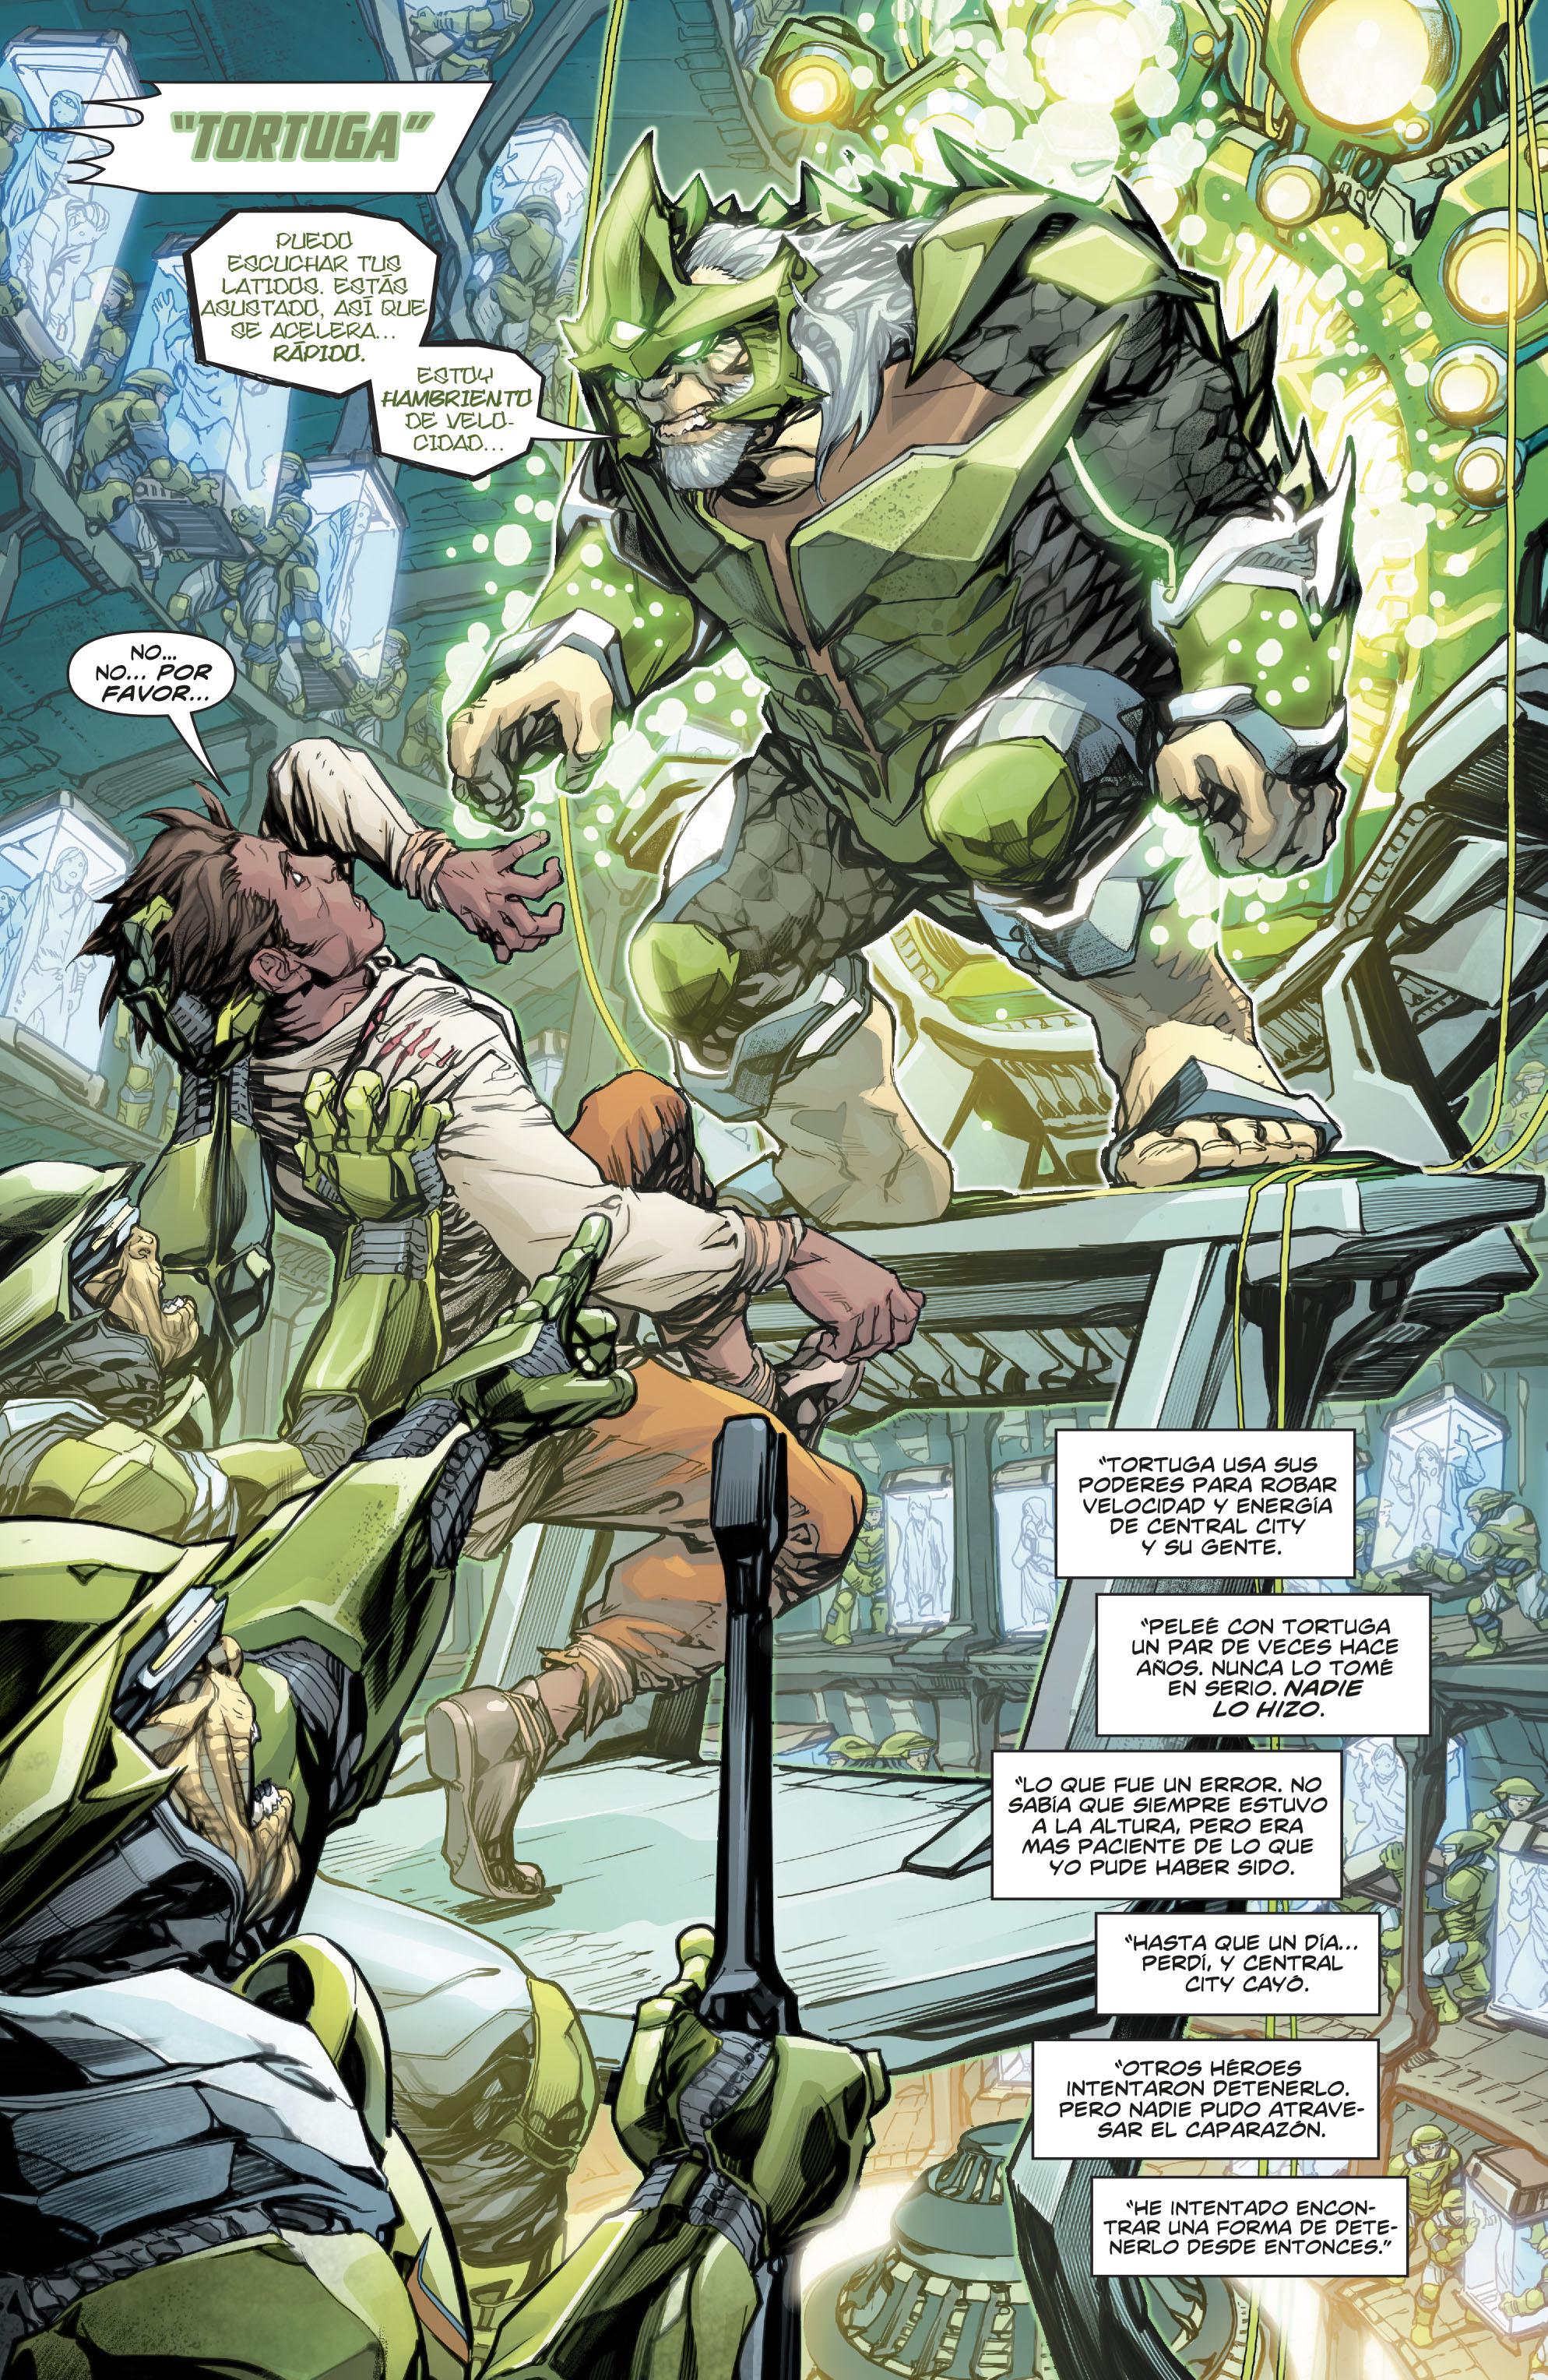 "TORTUGA"
PUEDO
ESCUCHAR TUS
LATIDOS. ESTÁS
ASUSTADO, ASÍ QUE
SE ACELERA...
RÁPIDO.
ESTOY
HAMBRIENTO
DE VELO-
CIDAD...
NO...
NO... POR
FAVOR...
"TORTUGA USA SUS
PODERES PARA ROBAR
VELOCIDAD Y ENERGÍA
DE CENTRAL CITY
Y SU GENTE.
"PELEÉ CON TORTUGA
UN PAR DE VECES HACE
AÑOS. NUNCA LO TOMÉ
EN SERIO. NADIE
LO HIZO.
"LO QUE FUE UN ERROR. NO
SABÍA QUE SIEMPRE ESTUVO
A LA ALTURA, PERO ERA
MAS PACIENTE DE LO QUE
YO PUDE HABER SIDO.
"HASTA QUE UN DÍA...
PERDÍ, Y CENTRAL
CITY CAYÓ.
"OTROS HÉROES
INTENTARON DETENERLO.
PERO NADIE PUDO ATRAVE-
SAR EL CAPARAZÓN.
"HE INTENTADO ENCON-
TRAR UNA FORMA DE DETE-
NERLO DESDE ENTONCES."